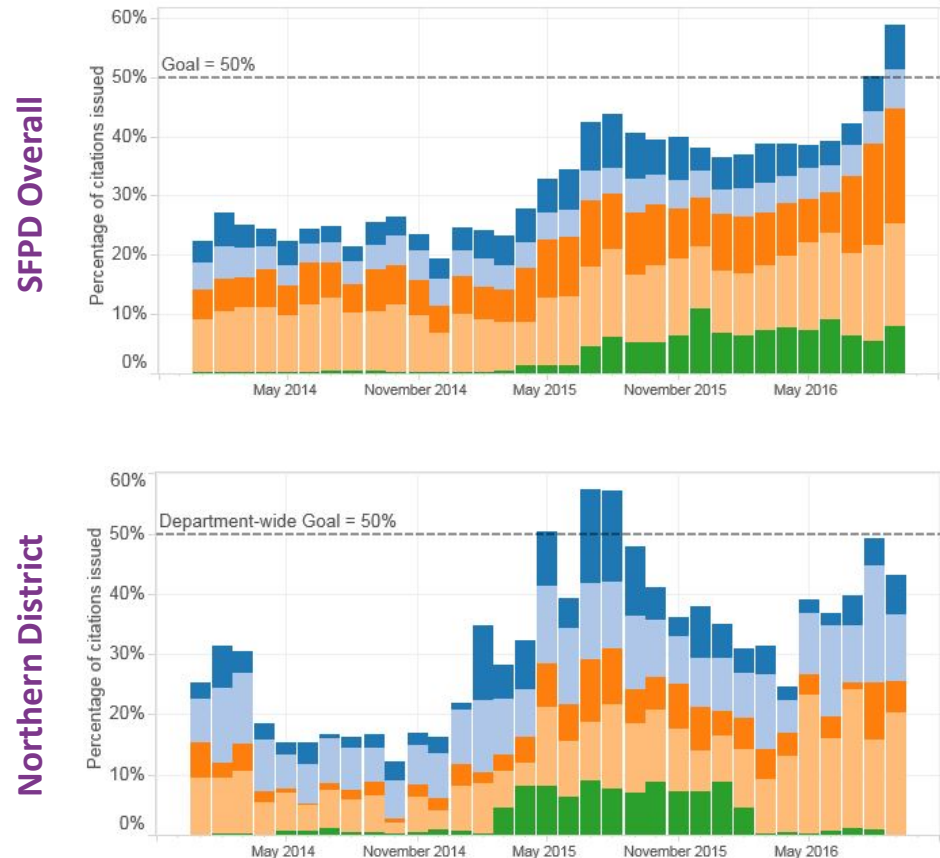 SFPD Overall
Percentage of citations issued
60%
Goal = 50%
50%
40%
30%
20%
10%
0%
May 2014
November 2014
May 2015
November 2015
May 2016
Northern District
Percentage of citations issued
60%
Department-wide Goal = 50%
50%
40%
30%
20%
10%
0%
May 2014
November 2014
May 2015
November 2015
May 2016